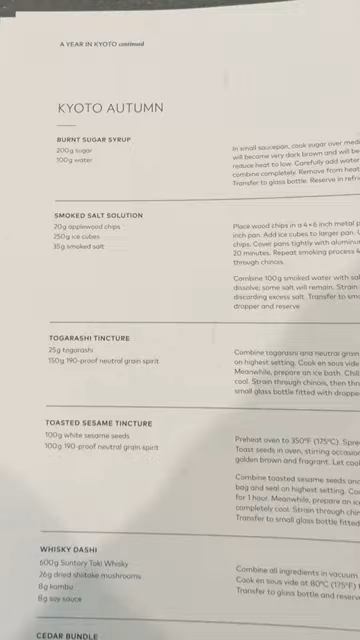 A YEAR IN KYOTO continued
KYOTO AUTUMN
BURNT SUGAR SYRUP
200g sugar
100g water
In small saucepan, cook sugar over medi
will become very dark brown and will be
reduce heat to low. Carefully add water
combine completely. Remove from heat
Transfer to glass bottle. Reserve in refri
SMOKED SALT SOLUTION
20g applewood chips
250g ice cubes
35g smoked salt
Place wood chips in a 4×6 inch metal p
inch pan. Add ice cubes to larger pan. U
chips. Cover pans tightly with aluminu
20 minutes. Repeat smoking process 4
through chinois.
Combine 100g smoked water with sal
dissolve; some salt will remain. Strain
discarding excess salt. Transfer to sma
dropper and reserve
TOGARASHI TINCTURE
25g togarashi
150g 190-proof neutral grain spirit
Combine togarashi and neutral grain
on highest setting. Cook en sous vide
Meanwhile, prepare an ice bath. Chill
cool. Strain through chinois, then thr
small glass bottle fitted with droppe
TOASTED SESAME TINCTURE
100g white sesame seeds
100g 190-proof neutral grain spirit
Preheat oven to 350°F (175°C). Spre
Toast seeds in oven, stirring occasion
golden brown and fragrant. Let cool
Combine toasted sesame seeds and
bag and seal on highest setting. Co
for 1 hour. Meanwhile, prepare an ic
completely cool. Strain through chin
Transfer to small glass bottle fitted
WHISKY DASHI
600g Suntory Toki Whisky
26g dried shiitake mushrooms
8g kombu
8g soy sauce
Combine all ingredients in vacuum
Cook en sous vide at 80°C (175°F) f
Transfer to glass bottle and reserve
CEDAR BUNDLE